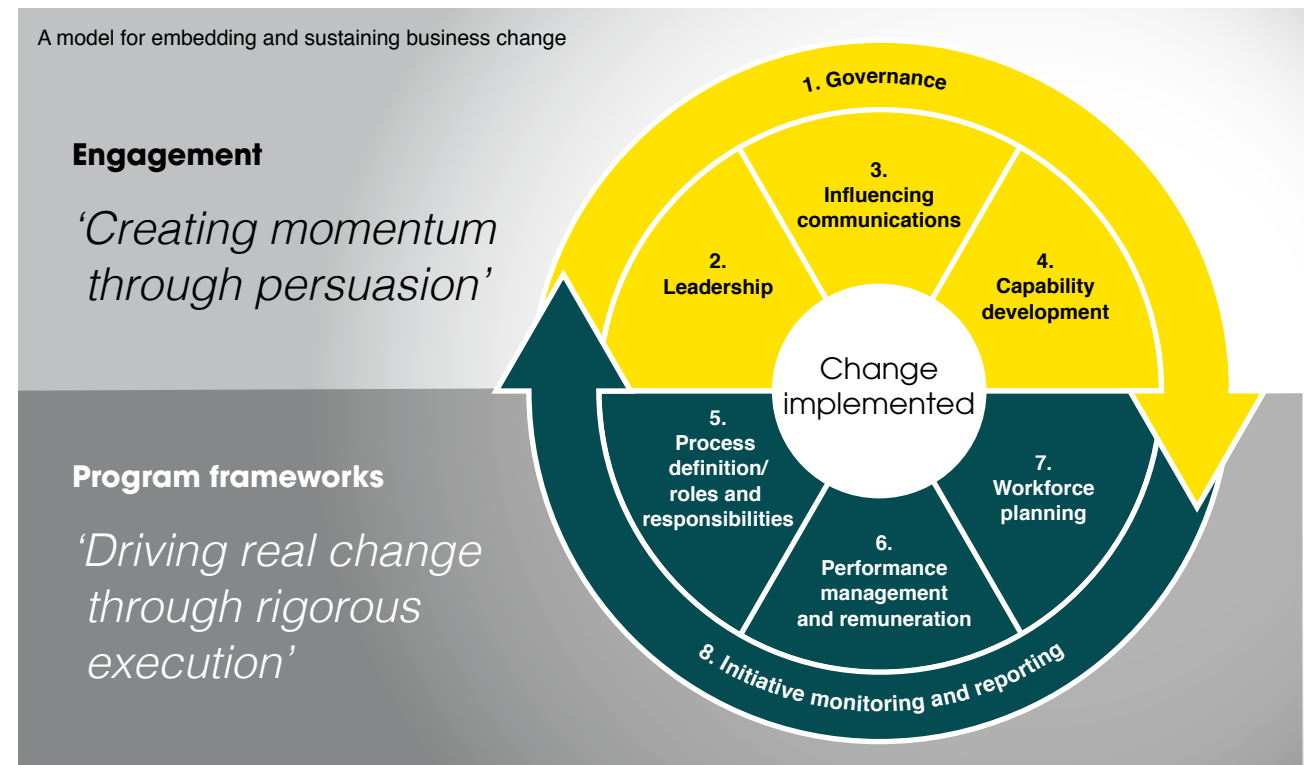 A model for embedding and sustaining business change
Engagement
‘Creating momentum
through persuasion’
Program frameworks
‘Driving real change
through rigorous
execution’
1. Governance
2.
Leadership
3.
Influencing
communications
4.
Capability
development
Change
implemented
5.
Process
definition/
roles and
responsibilities
6.
Performance
management
and remuneration
7.
Workforce
planning
8. Initiative monitoring and reporting